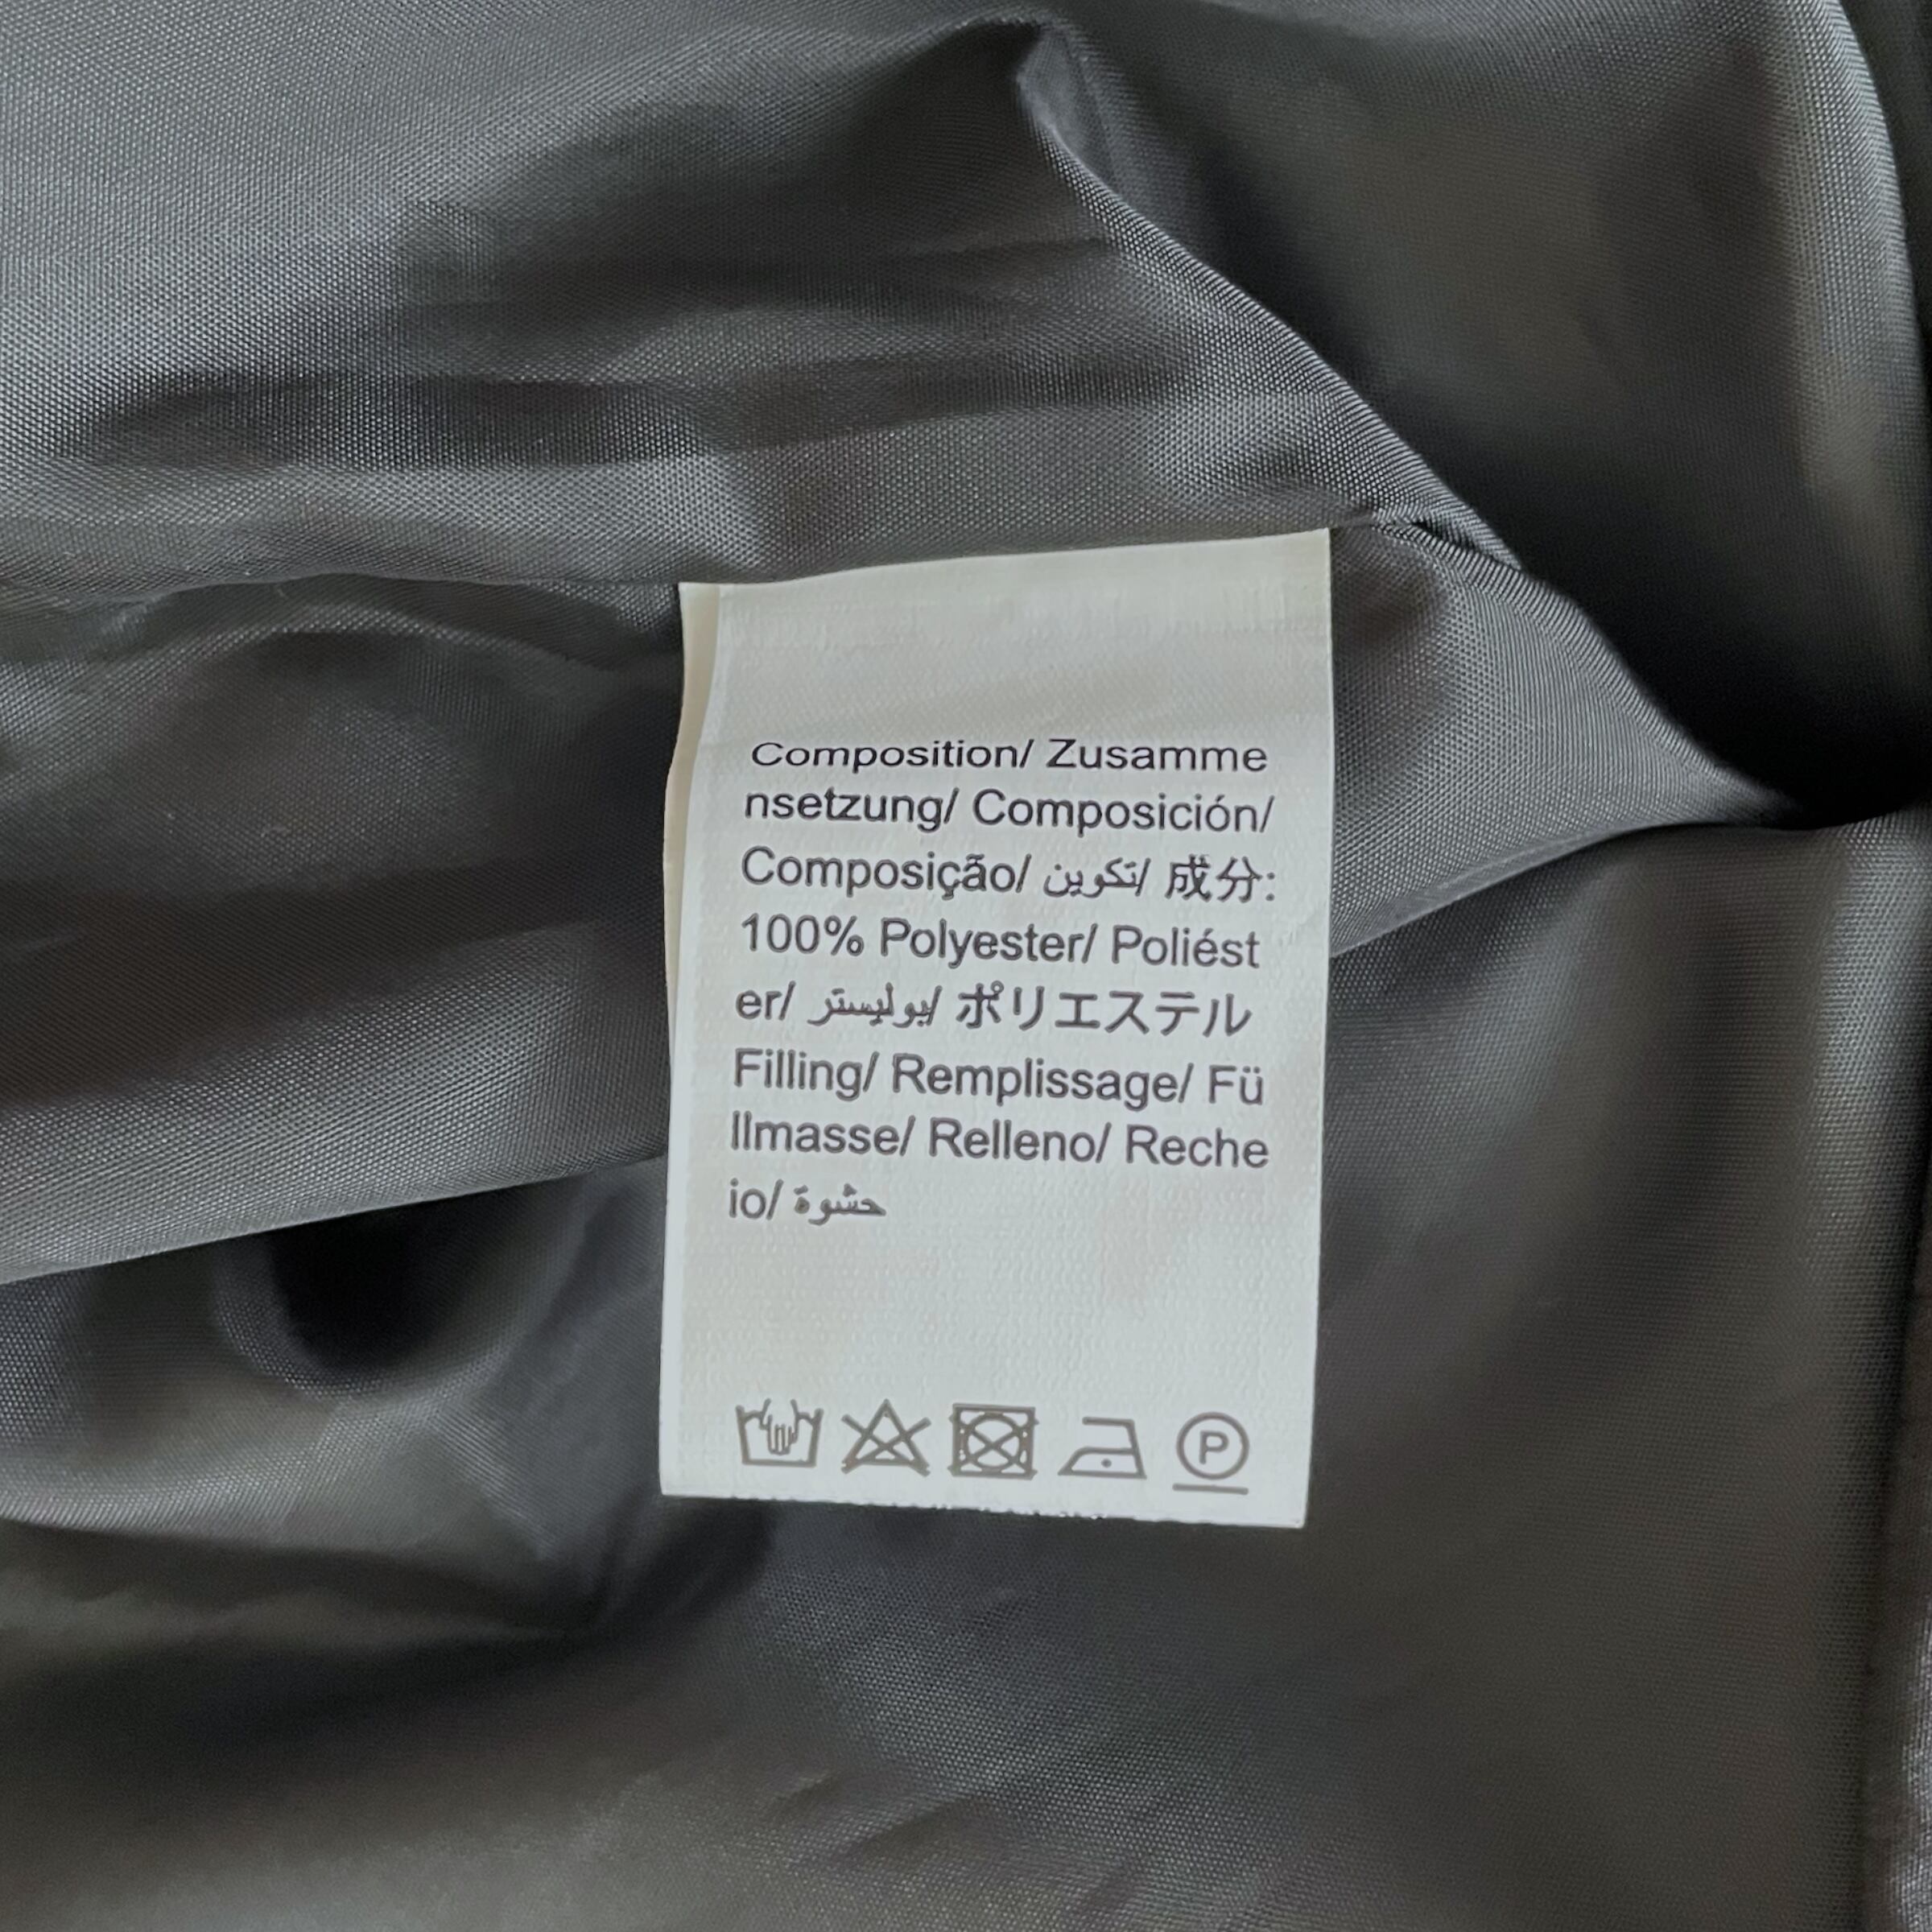 Composition/ Zusamme
nsetzung/ Composición/
Composição/ تكوين/ 成分:
100% Polyester/ Poliést
er/ بوليستر/ ポリエステル
Filling/ Remplissage/ Fü
llmasse/ Relleno/ Reche
io/ حشوة
P